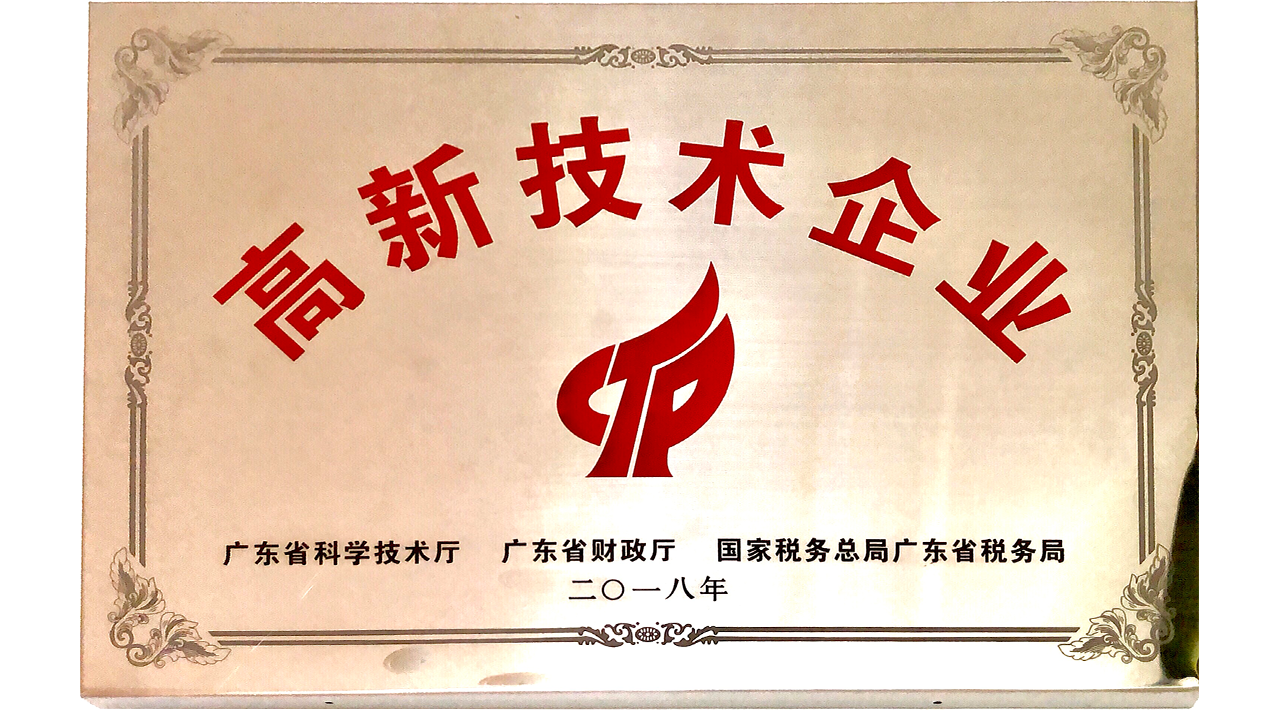 高新技术企业
广东省科学技术厅 广东省财政厅 国家税务总局广东省税务局
二〇一八年